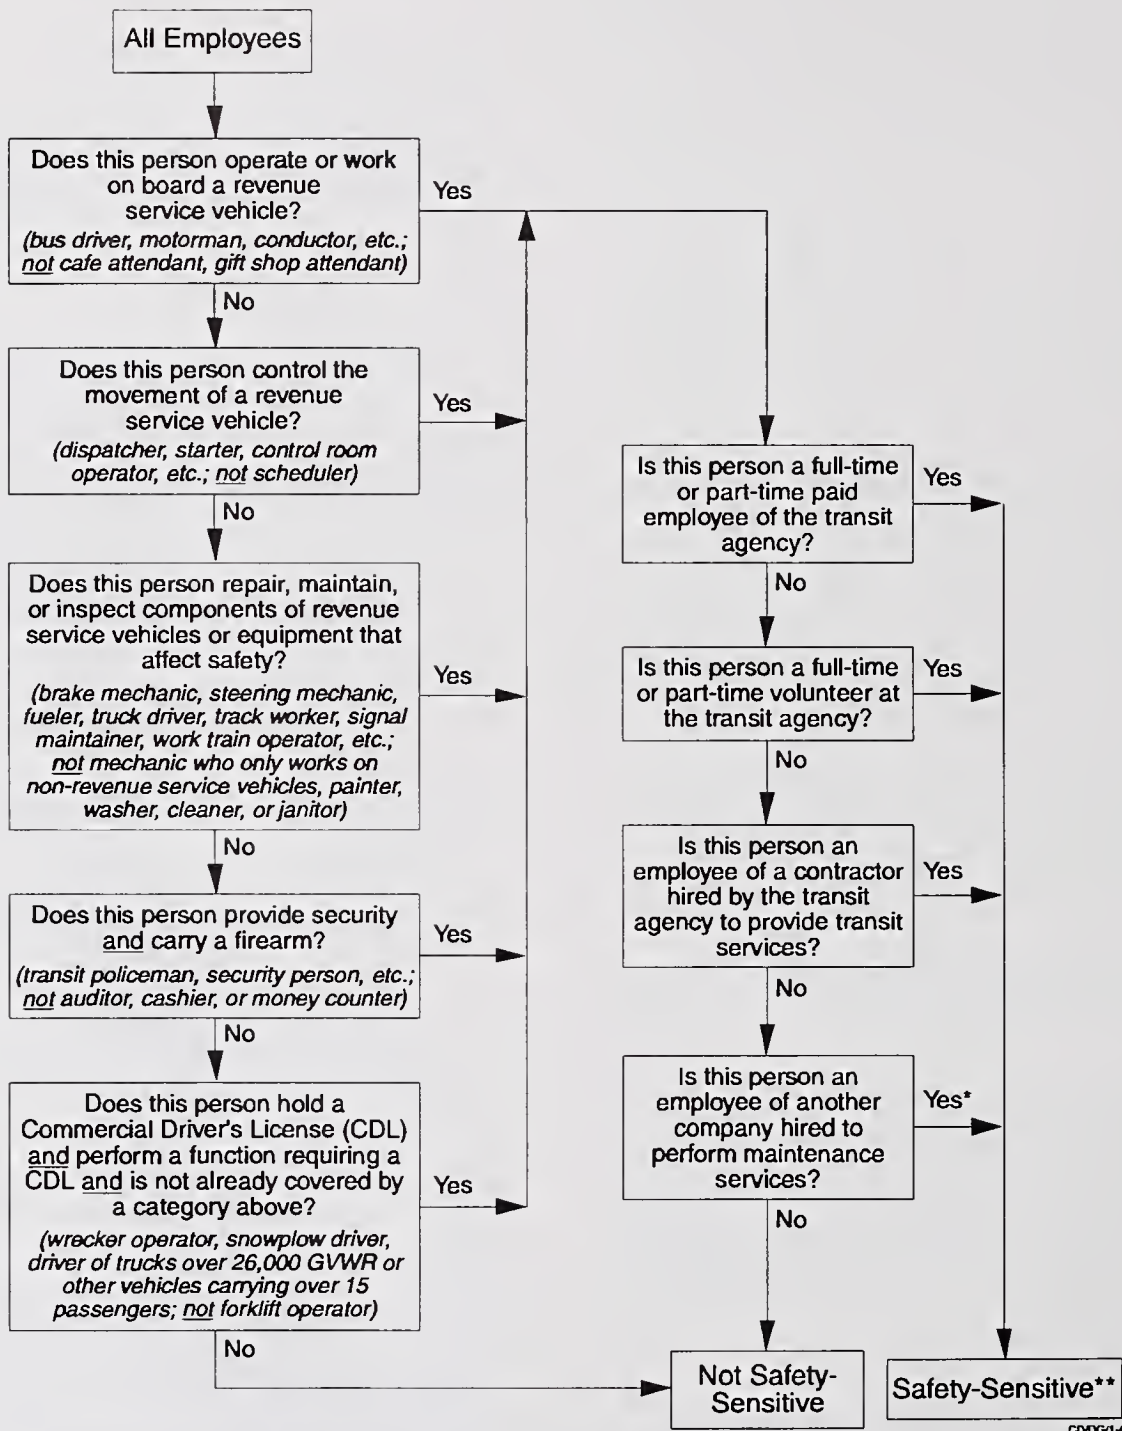 All Employees
Does this person operate or work
on board a revenue
service vehicle?
(bus driver, motorman, conductor, etc.;
not cafe attendant, gift shop attendant)
Yes
No
Does this person control the
movement of a revenue
service vehicle?
(dispatcher, starter, control room
operator, etc.; not scheduler)
Yes
No
Does this person repair, maintain,
or inspect components of revenue
service vehicles or equipment that
affect safety?
(brake mechanic, steering mechanic,
fueler, truck driver, track worker, signal
maintainer, work train operator, etc.;
not mechanic who only works on
non-revenue service vehicles, painter,
washer, cleaner, or janitor)
Yes
No
Does this person provide security
and carry a firearm?
(transit policeman, security person, etc.;
not auditor, cashier, or money counter)
Yes
No
Does this person hold a
Commercial Driver's License (CDL)
and perform a function requiring a
CDL and is not already covered by
a category above?
(wrecker operator, snowplow driver,
driver of trucks over 26,000 GVWR or
other vehicles carrying over 15
passengers; not forklift operator)
Yes
No
Is this person a full-time
or part-time paid
employee of the transit
agency?
Yes
No
Is this person a full-time
or part-time volunteer at
the transit agency?
Yes
No
Is this person an
employee of a contractor
hired by the transit
agency to provide transit
services?
Yes
No
Is this person an
employee of another
company hired to
perform maintenance
services?
Yes*
No
Not Safety-
Sensitive
Safety-Sensitive**